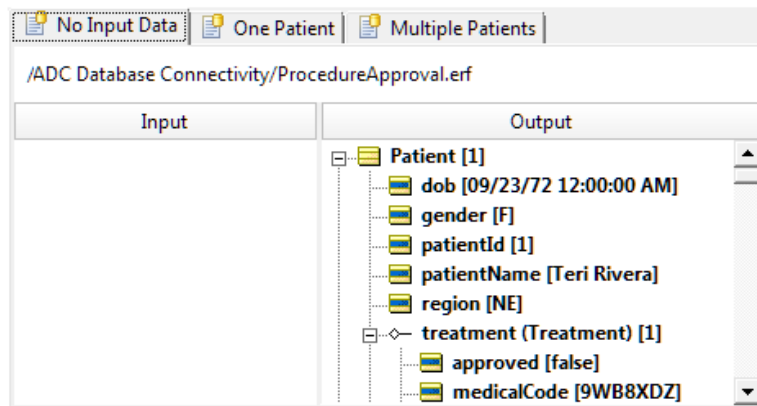 No Input Data One Patient Multiple Patients
/ADC Database Connectivity/ProcedureApproval.erf
Input Output
Patient [1]
dob [09/23/72 12:00:00 AM]
gender [F]
patientId [1]
patientName [Teri Rivera]
region [NE]
treatment (Treatment) [1]
approved [false]
medicalCode [9WB8XDZ]